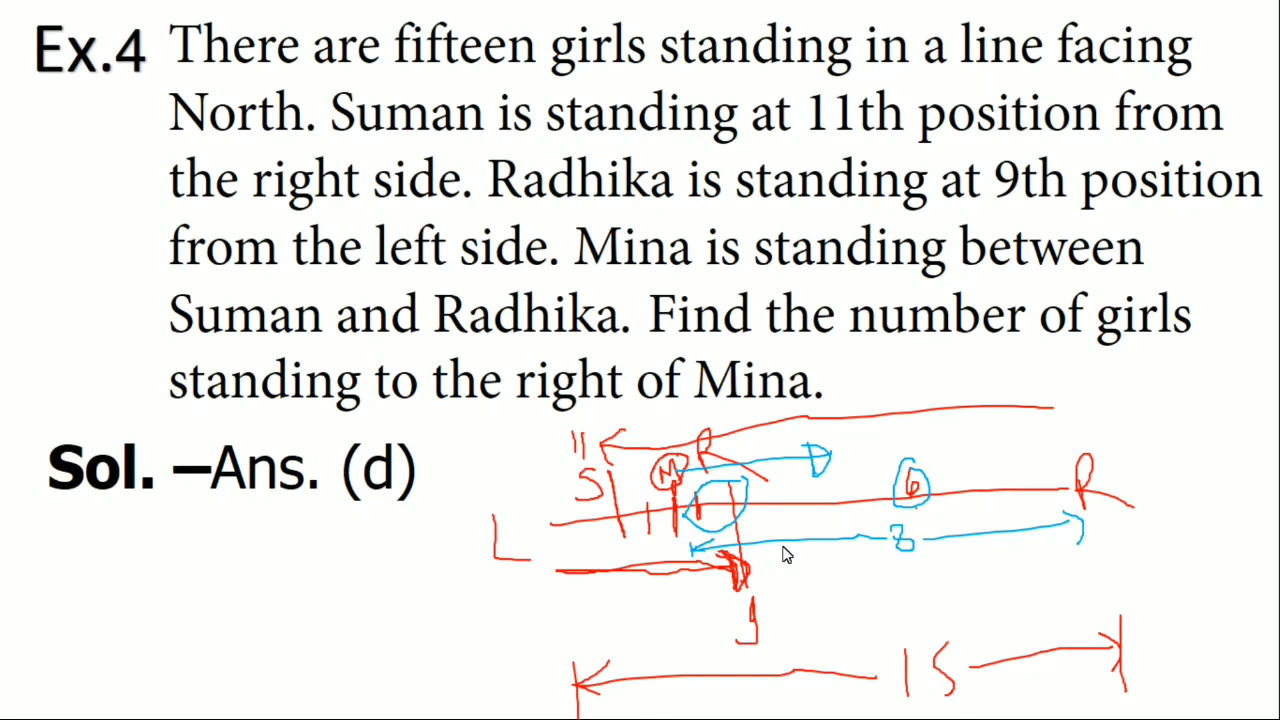 Ex.4 There are fifteen girls standing in a line facing
North. Suman is standing at 11th position from
the right side. Radhika is standing at 9th position
from the left side. Mina is standing between
Suman and Radhika. Find the number of girls
standing to the right of Mina.
Sol. –Ans. (d)
11 R
S M 6 R
L 8
9
15